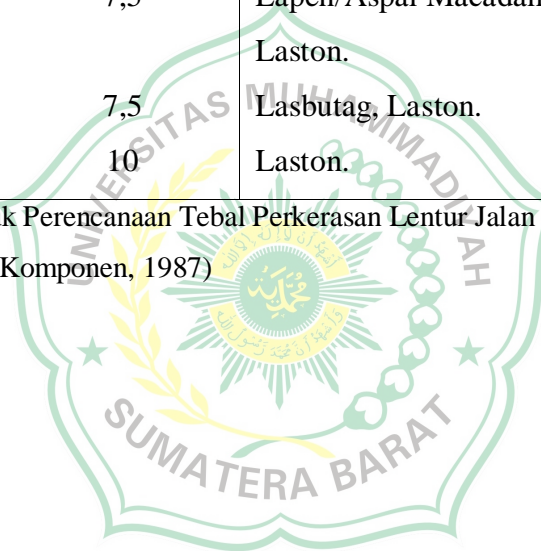 7,5 Lapen/Aspal Macadam
Laston.
7,5 Lasbutag, Laston.
10 Laston.
k Perencanaan Tebal Perkerasan Lentur Jalan
Komponen, 1987)
UNIVERSITAS MUHAMMADIYAH
SUMATERA BARAT